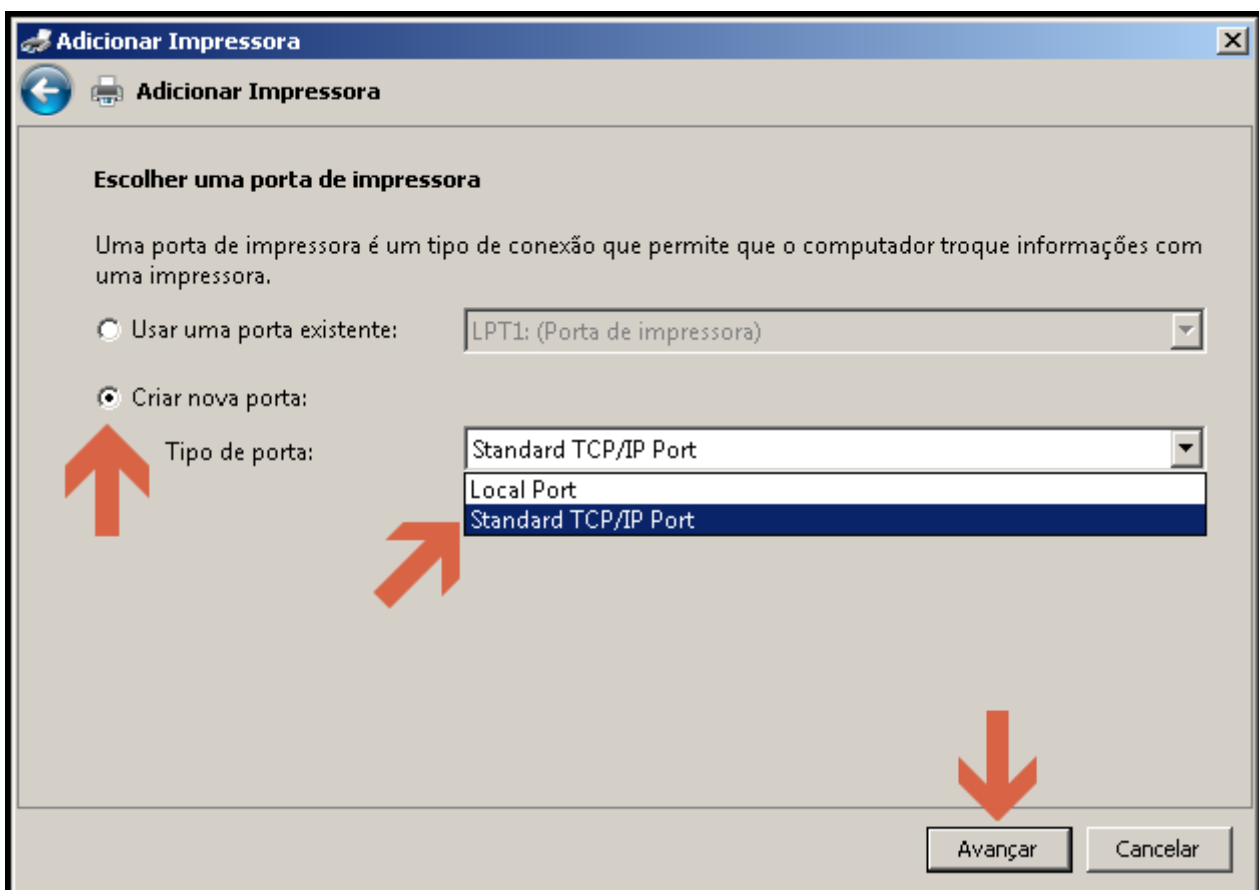 Adicionar Impressora
Adicionar Impressora
Escolher uma porta de impressora
Uma porta de impressora é um tipo de conexão que permite que o computador troque informações com
uma impressora.
Usar uma porta existente: LPT1: (Porta de impressora)
Criar nova porta:
Tipo de porta: Standard TCP/IP Port
Local Port
Standard TCP/IP Port
Avançar Cancelar